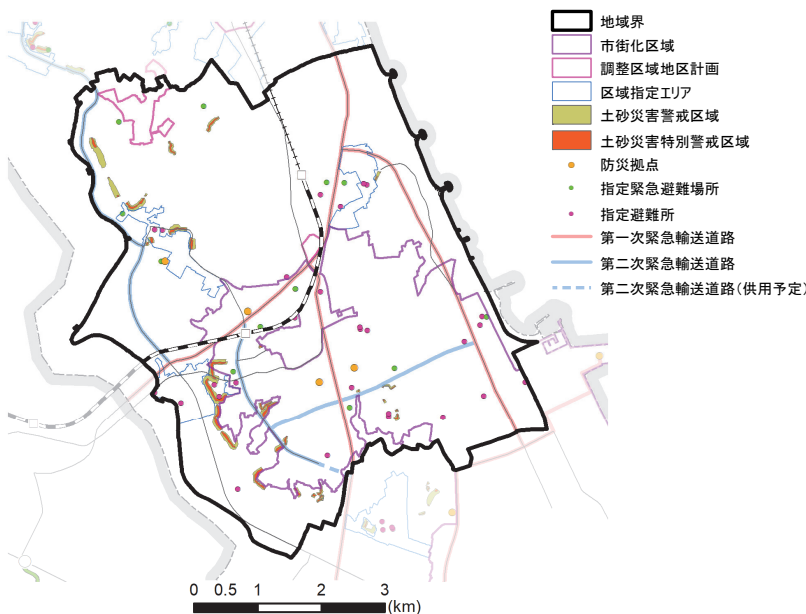 地域界
市街化区域
調整区域地区計画
区域指定エリア
土砂災害警戒区域
土砂災害特別警戒区域
防災拠点
指定緊急避難場所
指定避難所
第一次緊急輸送道路
第二次緊急輸送道路
第二次緊急輸送道路(供用予定)
0 0.5 1 2 3
(km)